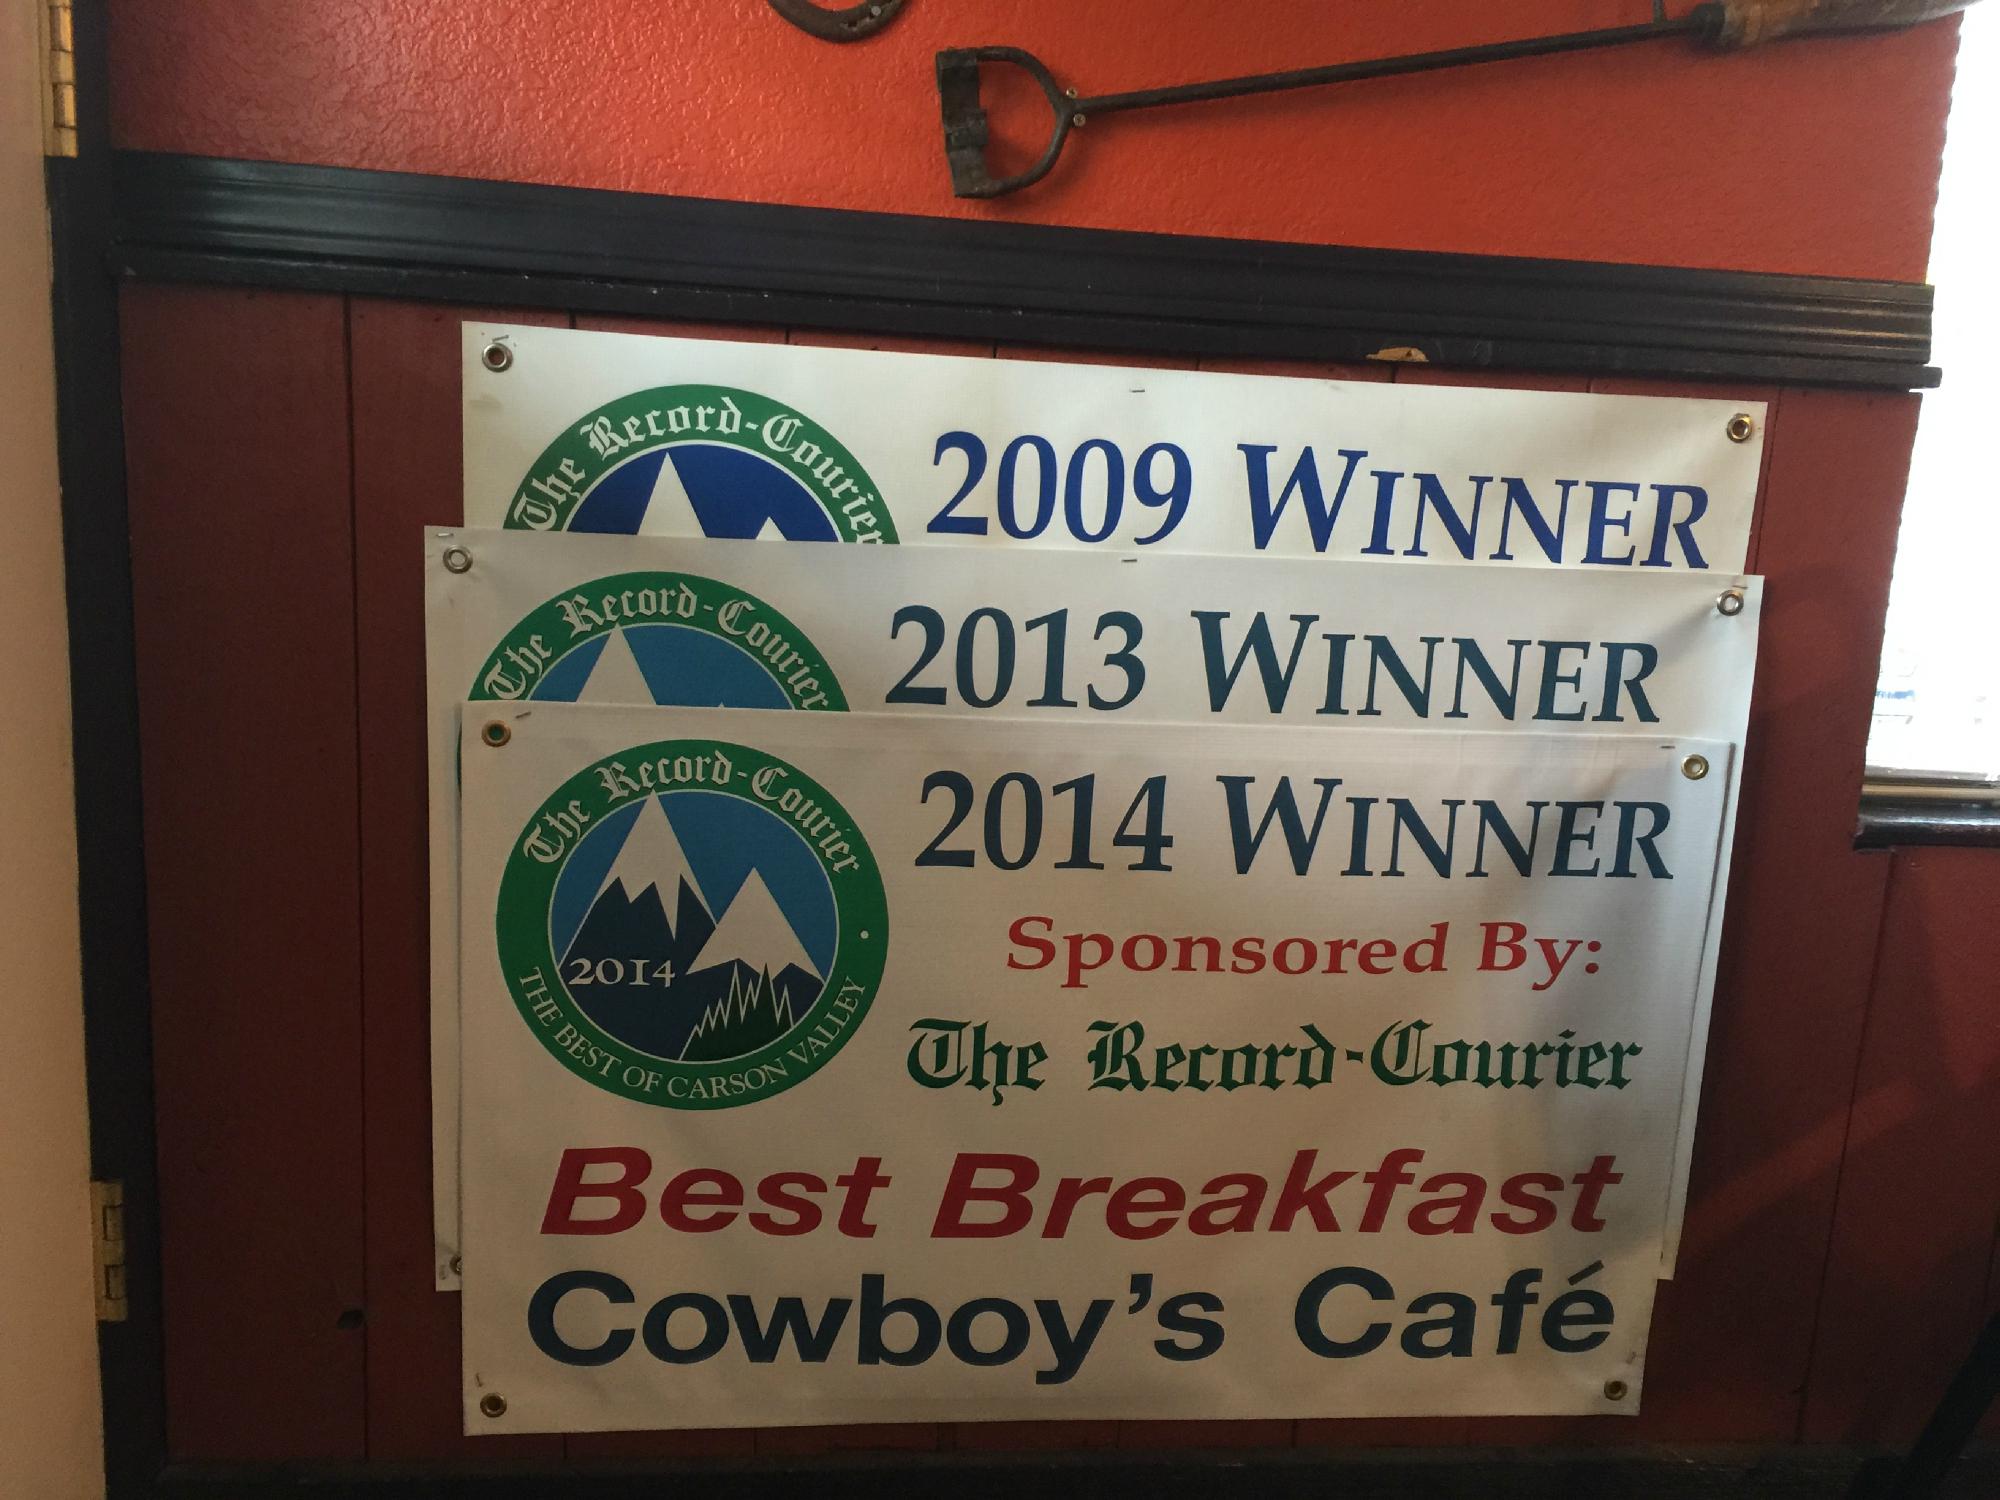 The Record-Courier
2009 WINNER
The Record-Courier
2013 WINNER
The Record-Courier
2014
THE BEST OF CARSON VALLEY
2014 WINNER
Sponsored By:
The Record-Courier
Best Breakfast
Cowboy's Café